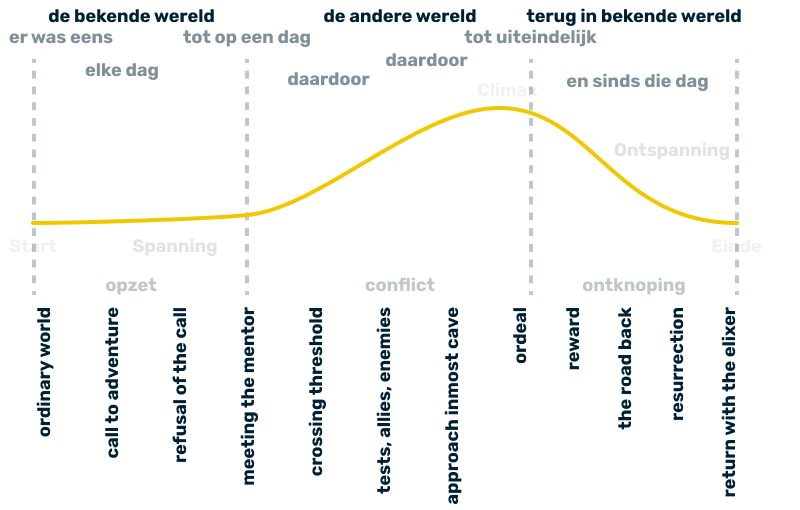 de bekende wereld
de andere wereld
terug in bekende wereld
er was eens
tot op een dag
tot uiteindelijk
elke dag
daardoor
daardoor
en sinds die dag
Climax
Ontspanning
Start
Spanning
Einde
opzet
conflict
ontknoping
ordinary world
call to adventure
refusal of the call
meeting the mentor
crossing threshold
tests, allies, enemies
approach inmost cave
ordeal
reward
the road back
resurrection
return with the elixer